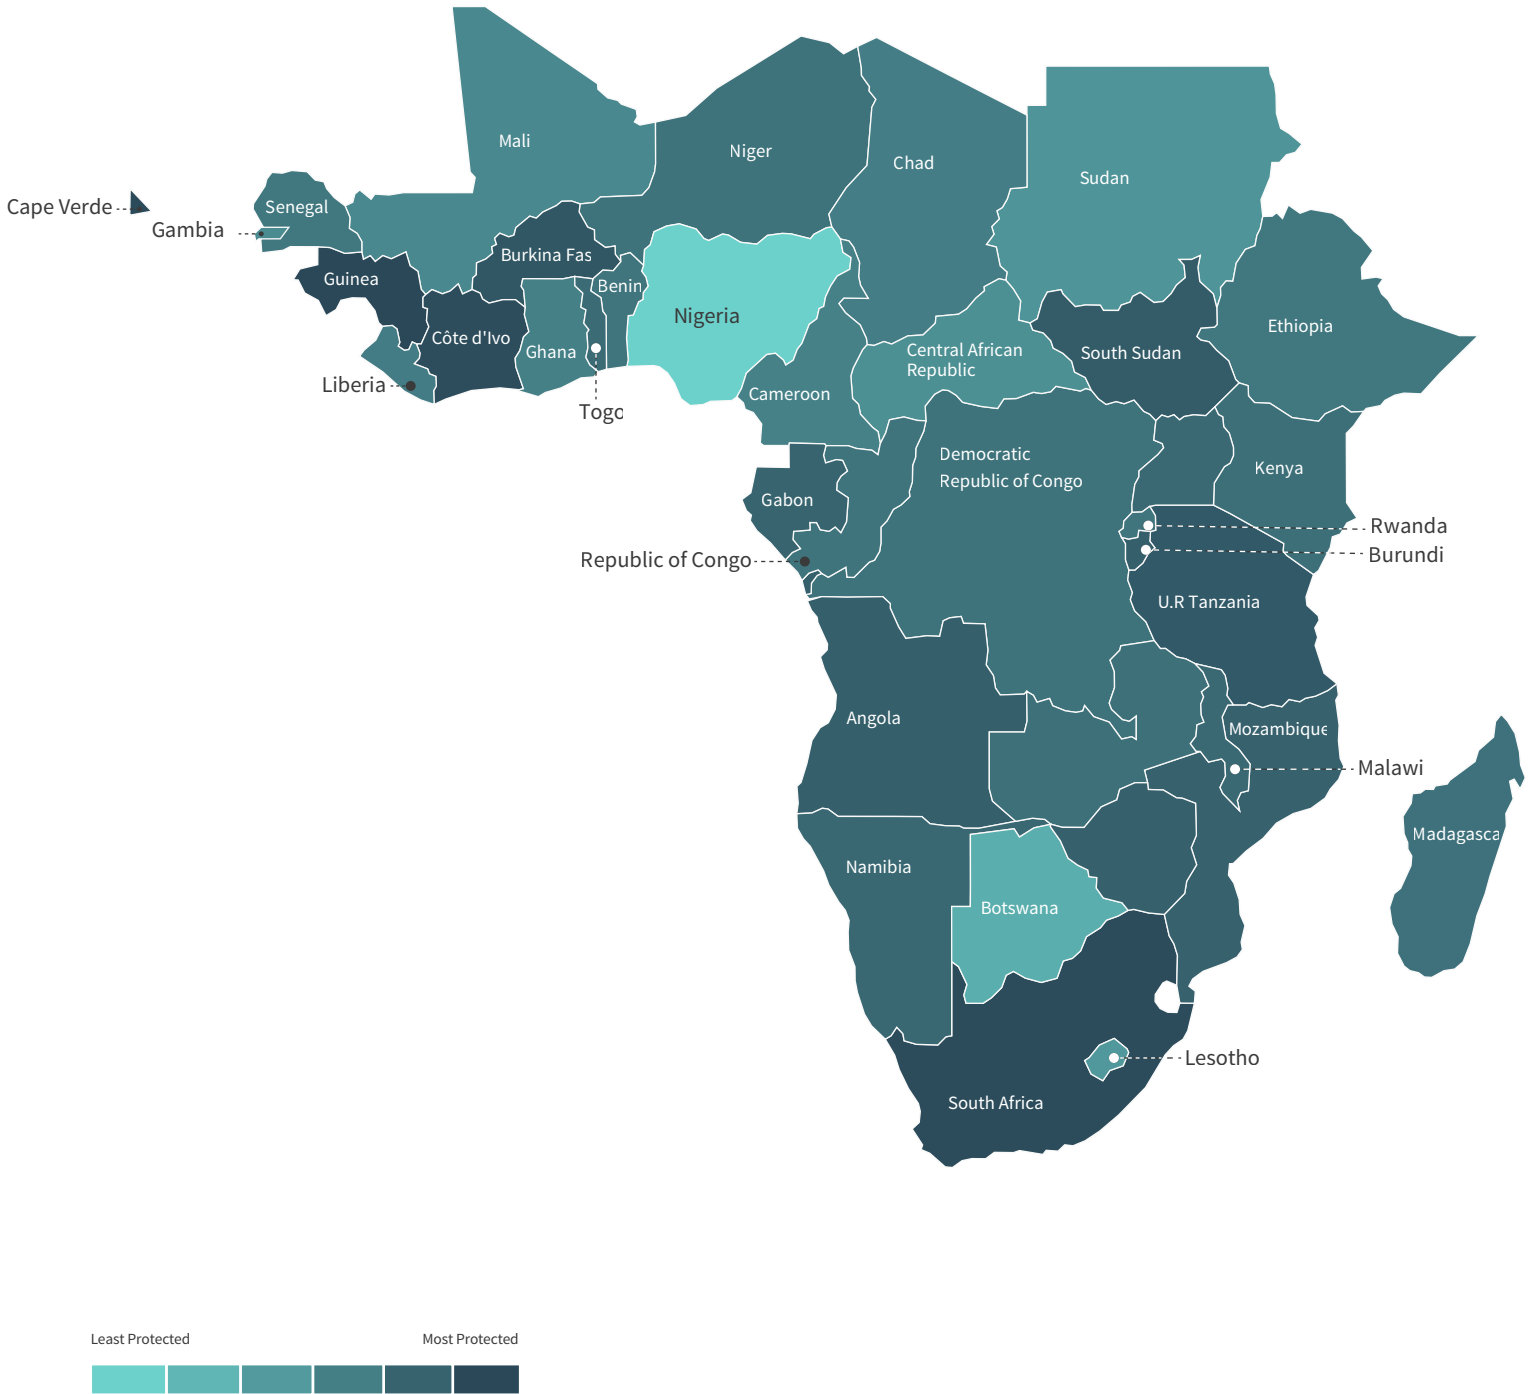 Mali
Niger
Chad
Sudan
Cape Verde
Senegal
Gambia
Burkina Fas
Guinea
Benin
Nigeria
Ethiopia
Côte d'Ivo
Ghana
Central African
Republic
South Sudan
Liberia
Cameroon
Togo
Democratic
Republic of Congo
Kenya
Gabon
Rwanda
Republic of Congo
Burundi
U.R Tanzania
Angola
Mozambique
Malawi
Madagasca
Namibia
Botswana
Lesotho
South Africa
Least Protected
Most Protected